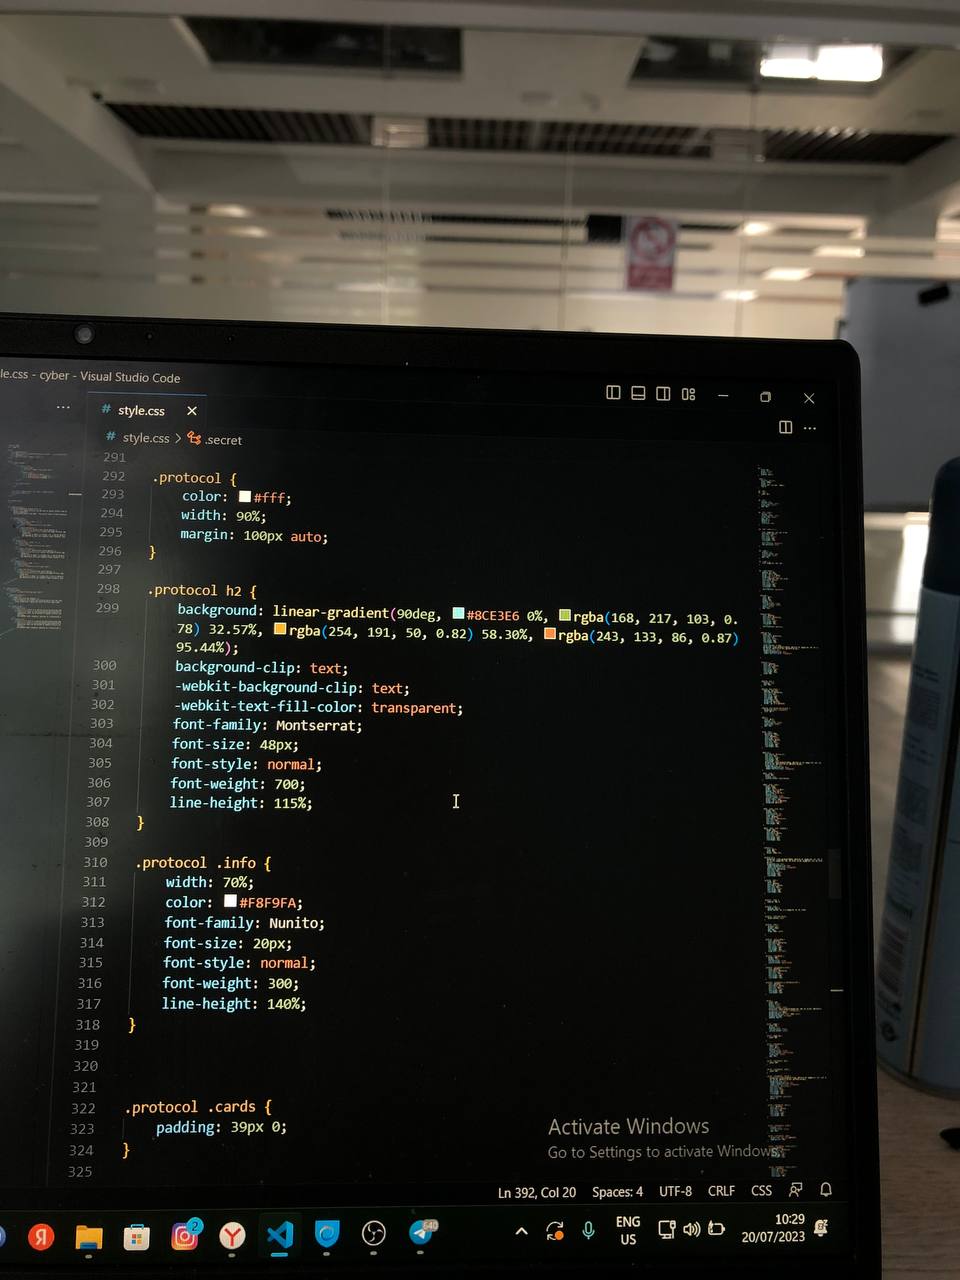 le.css - cyber - Visual Studio Code
style.css
style.css > .secret
291
292 .protocol {
293 color: #fff;
294 width: 90%;
295 margin: 100px auto;
296 }
297
298 .protocol h2 {
299 background: linear-gradient(90deg, #8CE3E6 0%, rgba(168, 217, 103, 0.
78) 32.57%, rgba(254, 191, 50, 0.82) 58.30%, rgba(243, 133, 86, 0.87)
95.44%);
300 background-clip: text;
301 -webkit-background-clip: text;
302 -webkit-text-fill-color: transparent;
303 font-family: Montserrat;
304 font-size: 48px;
305 font-style: normal;
306 font-weight: 700;
307 line-height: 115%;
308 }
309
310 .protocol .info {
311 width: 70%;
312 color: #F8F9FA;
313 font-family: Nunito;
314 font-size: 20px;
315 font-style: normal;
316 font-weight: 300;
317 line-height: 140%;
318 }
319
320
321
322 .protocol .cards {
323 padding: 39px 0;
324 }
325
Activate Windows
Go to Settings to activate Windows.
Ln 392, Col 20 Spaces: 4 UTF-8 CRLF CSS
Я 2 Y 640
ENG
US
10:29
20/07/2023